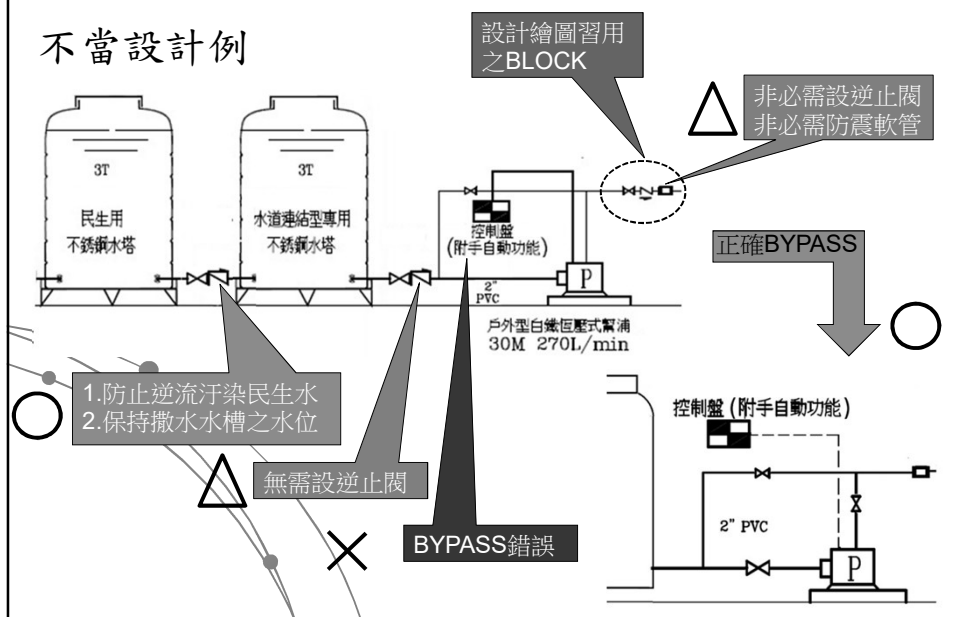 不當設計例
設計繪圖習用
之BLOCK
非必需設逆止閥
非必需防震軟管
3T
民生用
不銹鋼水塔
3T
水道連結型專用
不銹鋼水塔
控制盤
(附手自動功能)
P
2"
PVC
戶外型白鐵恆壓式幫浦
30M 270L/min
正確BYPASS
1.防止逆流汙染民生水
2.保持撒水水槽之水位
無需設逆止閥
BYPASS錯誤
控制盤(附手自動功能)
2" PVC
P